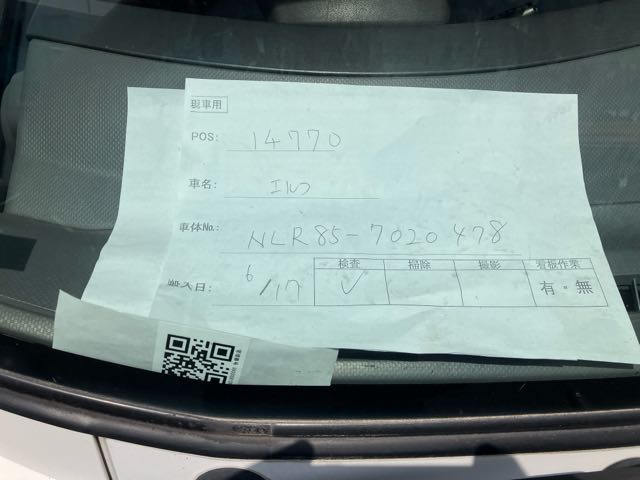 現車用
POS: 14770
車名: エルフ
車体No.: NLR85-7020478
搬入日: 6/17
検査 掃除 撮影 看板作業
✓ 有・無